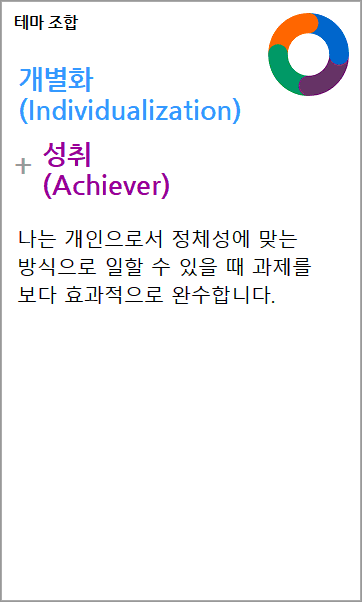 테마 조합
개별화
(Individualization)
+ 성취
(Achiever)
나는 개인으로서 정체성에 맞는
방식으로 일할 수 있을 때 과제를
보다 효과적으로 완수합니다.